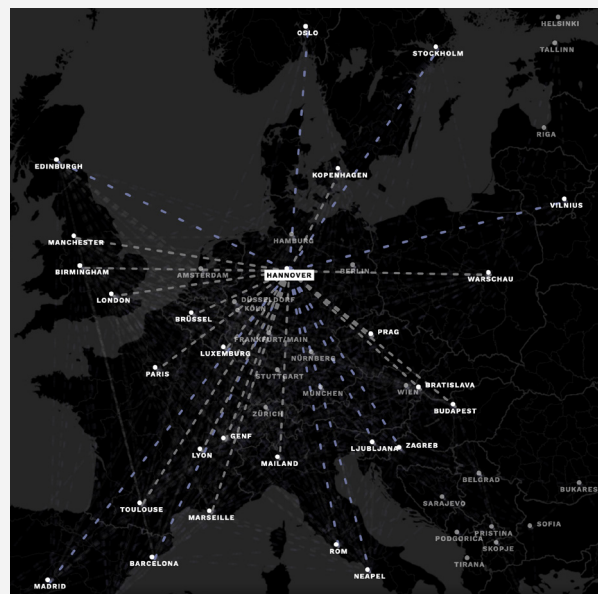 HELSINKI
OSLO
TALLINN
STOCKHOLM
RIGA
EDINBURGH
KOPENHAGEN
VILNIUS
MANCHESTER
HAMBURG
BIRMINGHAM
AMSTERDAM
HANNOVER
BERLIN
WARSCHAU
LONDON
DÜSSELDORF
KÖLN
BRÜSSEL
PRAG
FRANKFURT/MAIN
LUXEMBURG
NÜRNBERG
PARIS
STUTTGART
BRATISLAVA
WIEN
MÜNCHEN
BUDAPEST
ZÜRICH
GENF
LJUBLJANA
ZAGREB
LYON
MAILAND
BELGRAD
BUKARES
SARAJEVO
TOULOUSE
MARSEILLE
SOFIA
PRISTINA
PODGORICA
SKOPJE
ROM
BARCELONA
TIRANA
NEAPEL
MADRID